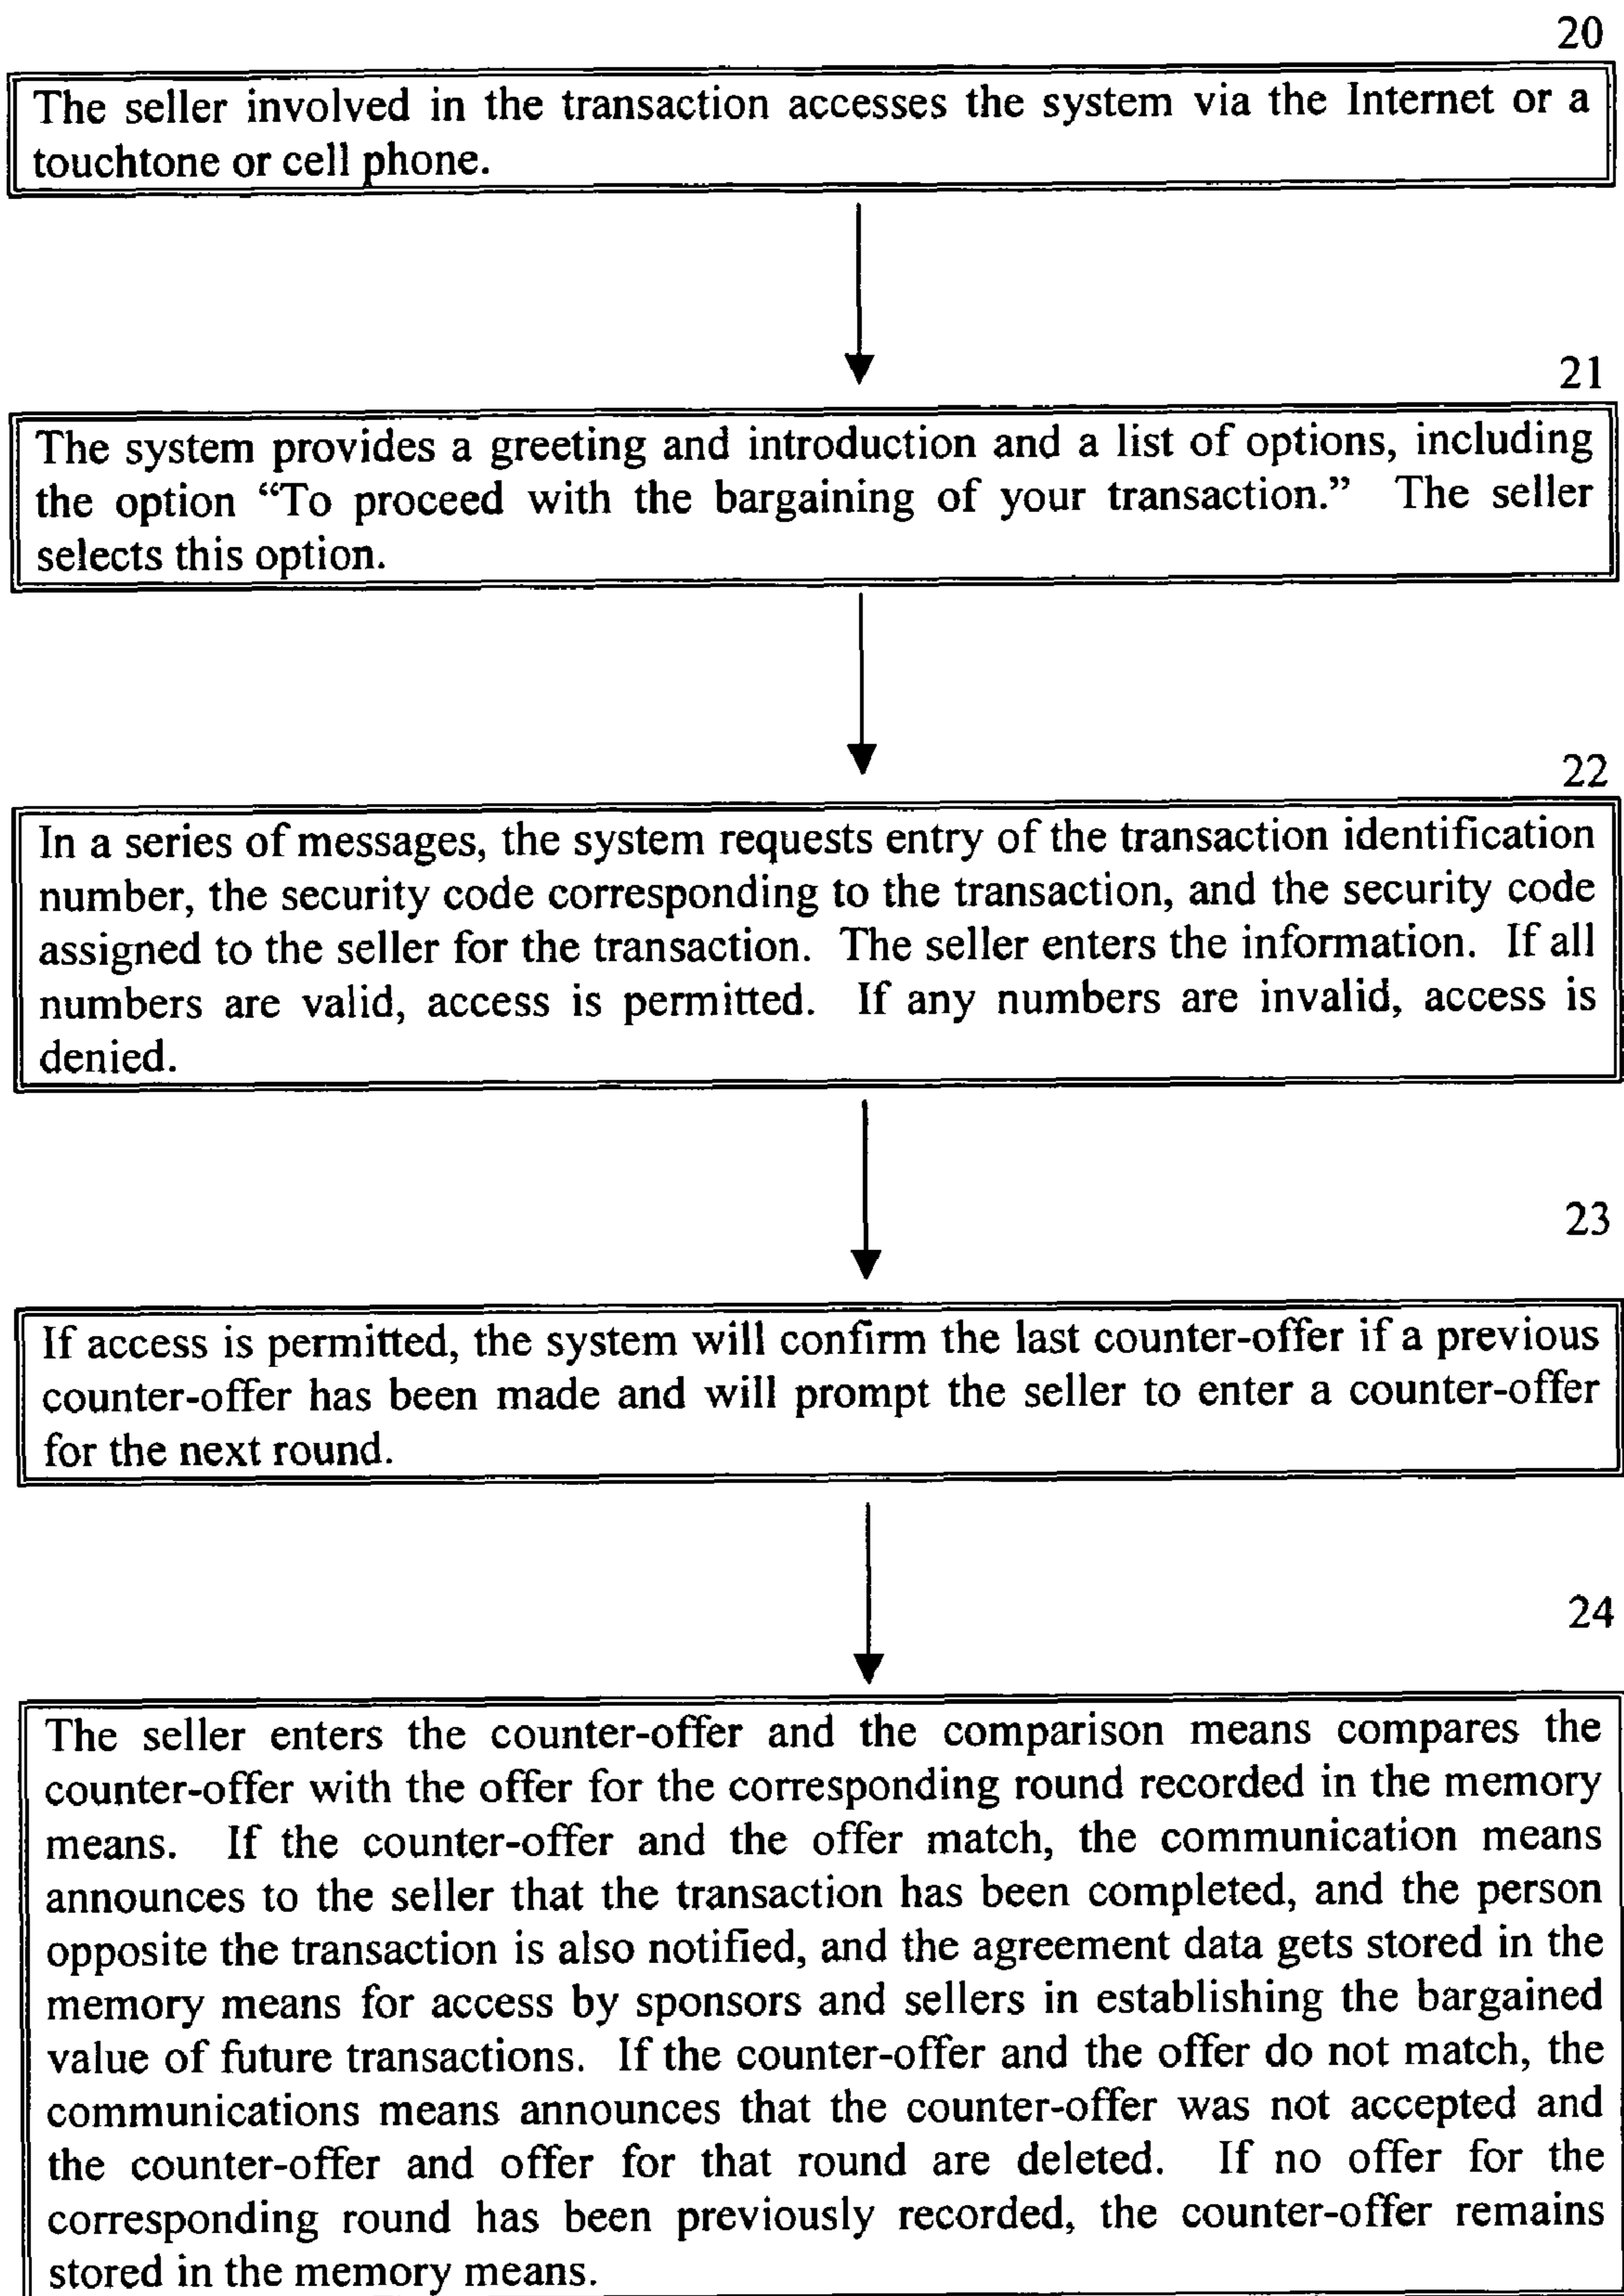 20
The seller involved in the transaction accesses the system via the Internet or a
touchtone or cell phone.
21
The system provides a greeting and introduction and a list of options, including
the option “To proceed with the bargaining of your transaction.” The seller
selects this option.
22
In a series of messages, the system requests entry of the transaction identification
number, the security code corresponding to the transaction, and the security code
assigned to the seller for the transaction. The seller enters the information. If all
numbers are valid, access is permitted. If any numbers are invalid, access is
denied.
23
If access is permitted, the system will confirm the last counter-offer if a previous
counter-offer has been made and will prompt the seller to enter a counter-offer
for the next round.
24
The seller enters the counter-offer and the comparison means compares the
counter-offer with the offer for the corresponding round recorded in the memory
means. If the counter-offer and the offer match, the communication means
announces to the seller that the transaction has been completed, and the person
opposite the transaction is also notified, and the agreement data gets stored in the
memory means for access by sponsors and sellers in establishing the bargained
value of future transactions. If the counter-offer and the offer do not match, the
communications means announces that the counter-offer was not accepted and
the counter-offer and offer for that round are deleted. If no offer for the
corresponding round has been previously recorded, the counter-offer remains
stored in the memory means.